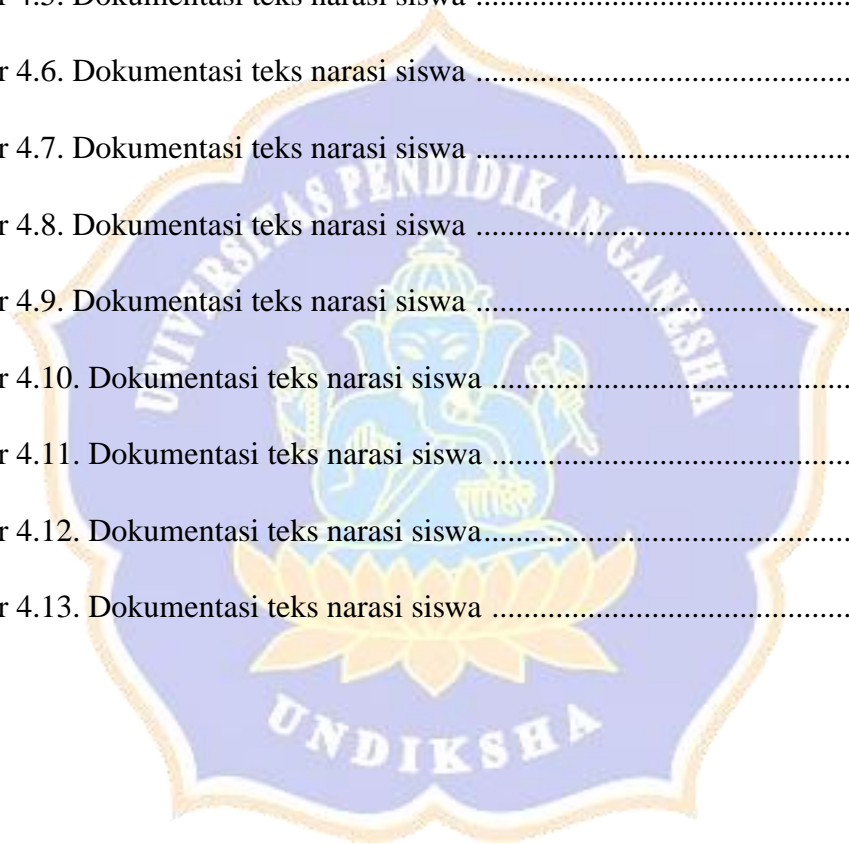 r 4.5. Dokumentasi teks narasi siswa ..................................................
r 4.6. Dokumentasi teks narasi siswa ..................................................
r 4.7. Dokumentasi teks narasi siswa ..................................................
r 4.8. Dokumentasi teks narasi siswa ..................................................
r 4.9. Dokumentasi teks narasi siswa ..................................................
r 4.10. Dokumentasi teks narasi siswa ................................................
r 4.11. Dokumentasi teks narasi siswa ................................................
r 4.12. Dokumentasi teks narasi siswa.................................................
r 4.13. Dokumentasi teks narasi siswa ................................................
UNIVERSITAS PENDIDIKAN GANESHA
UNDIKSHA